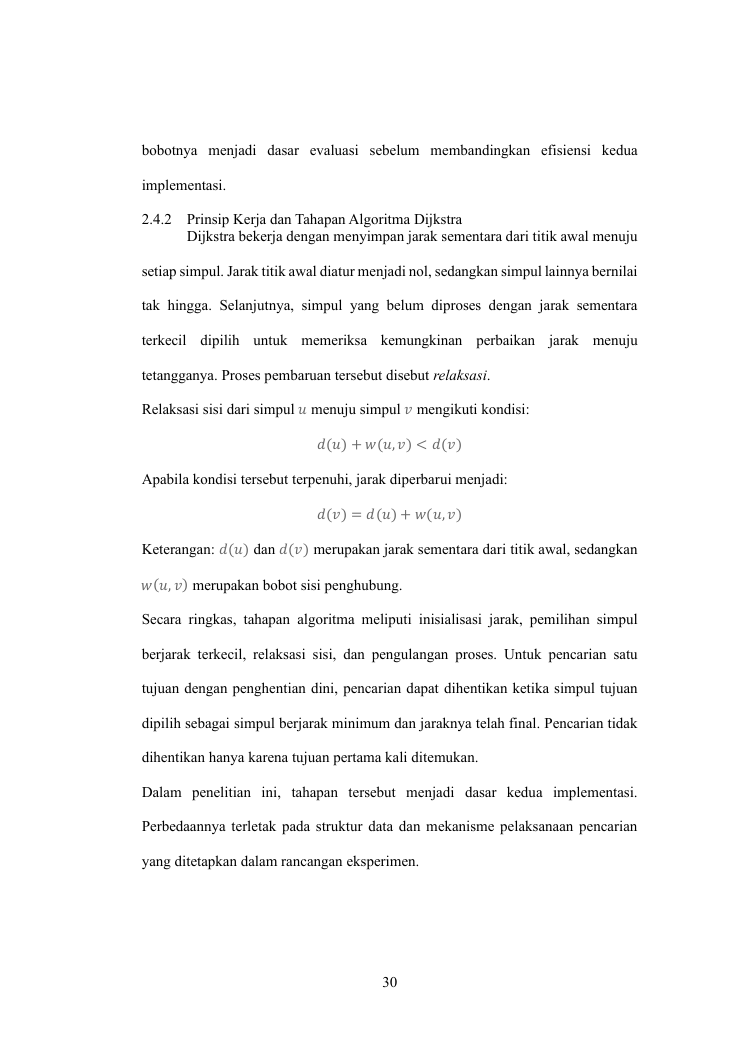 bobotnya menjadi dasar evaluasi sebelum membandingkan efisiensi kedua
implementasi.
2.4.2 Prinsip Kerja dan Tahapan Algoritma Dijkstra
Dijkstra bekerja dengan menyimpan jarak sementara dari titik awal menuju
setiap simpul. Jarak titik awal diatur menjadi nol, sedangkan simpul lainnya bernilai
tak hingga. Selanjutnya, simpul yang belum diproses dengan jarak sementara
terkecil dipilih untuk memeriksa kemungkinan perbaikan jarak menuju
tetangganya. Proses pembaruan tersebut disebut relaksasi.
Relaksasi sisi dari simpul 𝑢 menuju simpul 𝑣 mengikuti kondisi:
𝑑(𝑢) + 𝑤(𝑢, 𝑣) < 𝑑(𝑣)
Apabila kondisi tersebut terpenuhi, jarak diperbarui menjadi:
𝑑(𝑣) = 𝑑(𝑢) + 𝑤(𝑢, 𝑣)
Keterangan: 𝑑(𝑢) dan 𝑑(𝑣) merupakan jarak sementara dari titik awal, sedangkan
𝑤(𝑢, 𝑣) merupakan bobot sisi penghubung.
Secara ringkas, tahapan algoritma meliputi inisialisasi jarak, pemilihan simpul
berjarak terkecil, relaksasi sisi, dan pengulangan proses. Untuk pencarian satu
tujuan dengan penghentian dini, pencarian dapat dihentikan ketika simpul tujuan
dipilih sebagai simpul berjarak minimum dan jaraknya telah final. Pencarian tidak
dihentikan hanya karena tujuan pertama kali ditemukan.
Dalam penelitian ini, tahapan tersebut menjadi dasar kedua implementasi.
Perbedaannya terletak pada struktur data dan mekanisme pelaksanaan pencarian
yang ditetapkan dalam rancangan eksperimen.
30